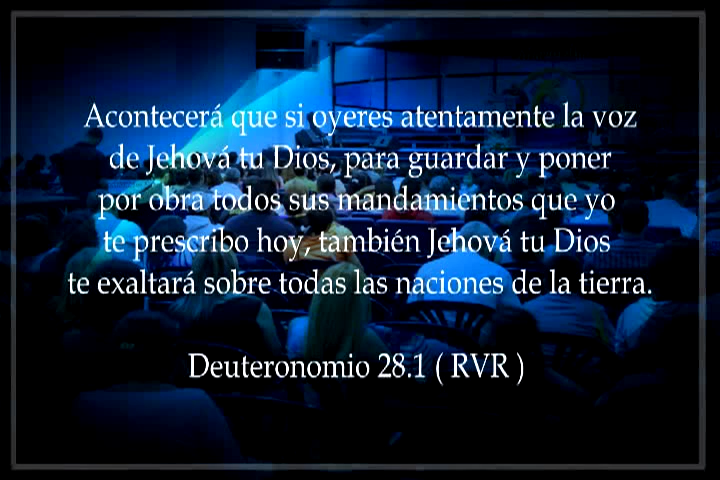 Acontecerá que si oyeres atentamente la voz
de Jehová tu Dios, para guardar y poner
por obra todos sus mandamientos que yo
te prescribo hoy, también Jehová tu Dios
te exaltará sobre todas las naciones de la tierra.
Deuteronomio 28.1 ( RVR )